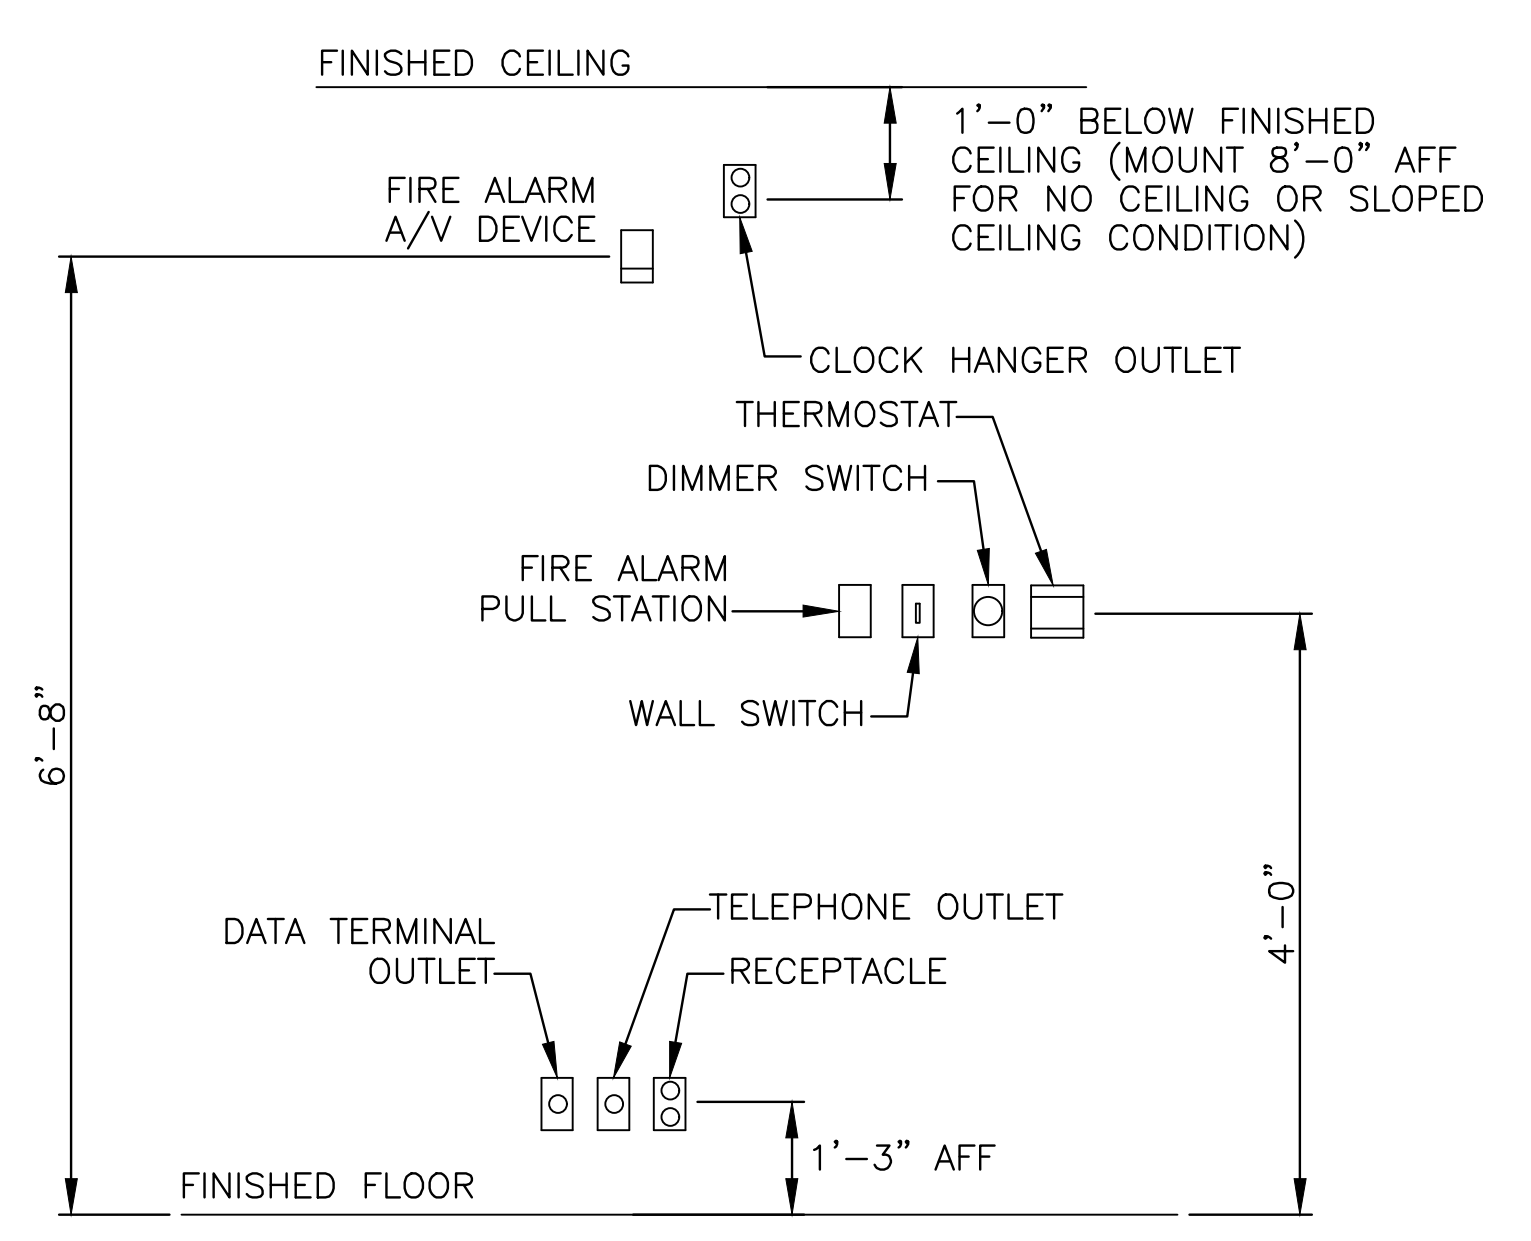 FINISHED CEILING
1'-0" BELOW FINISHED
CEILING (MOUNT 8'-0" AFF
FOR NO CEILING OR SLOPED
CEILING CONDITION)
FIRE ALARM
A/V DEVICE
CLOCK HANGER OUTLET
THERMOSTAT
DIMMER SWITCH
FIRE ALARM
PULL STATION
WALL SWITCH
6'-8"
4'-0"
TELEPHONE OUTLET
DATA TERMINAL
OUTLET
RECEPTACLE
1'-3" AFF
FINISHED FLOOR